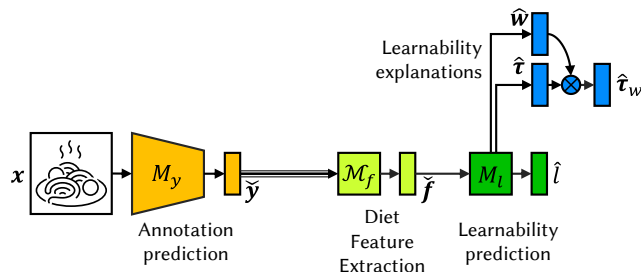 ŵ
Learnability
explanations
τ̂
τ̂w
x
My
y̌
ℳf
f̌
Ml
l̂
Annotation
prediction
Diet
Feature
Extraction
Learnability
prediction